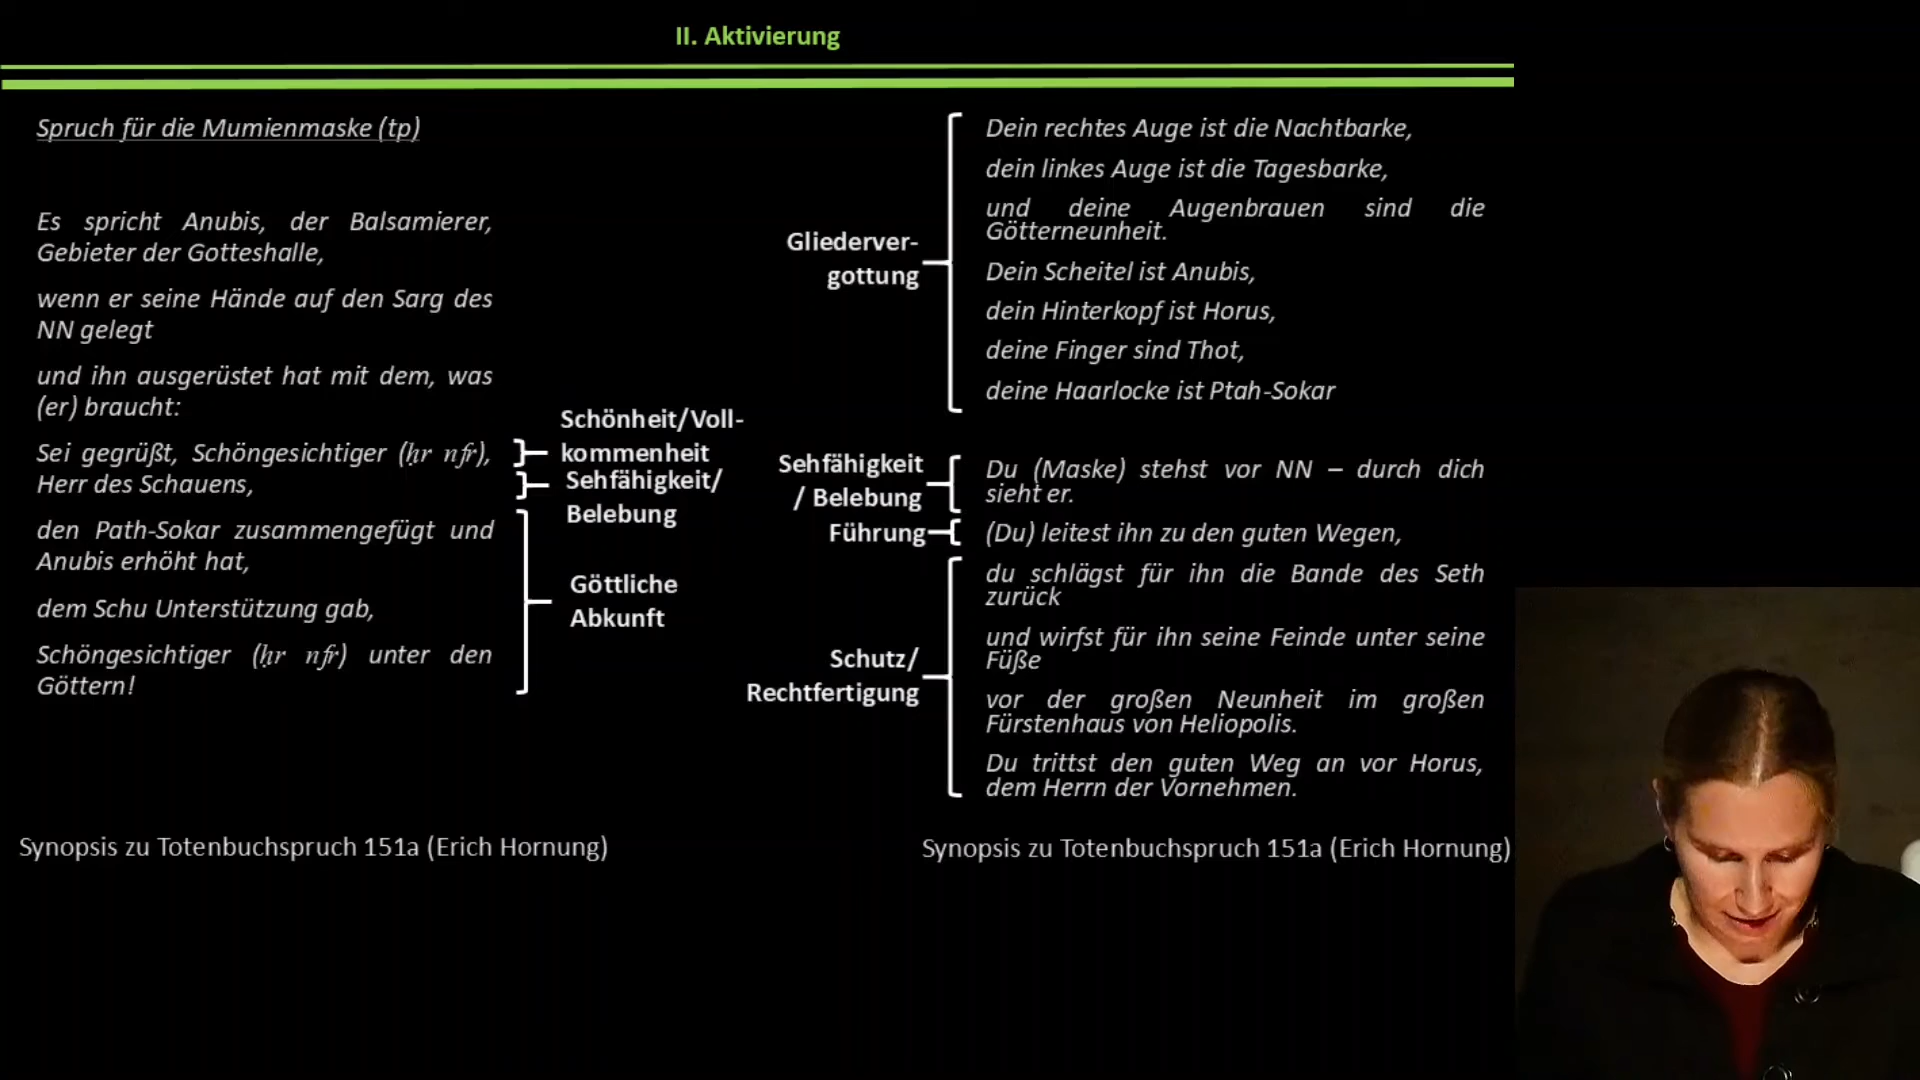 II. Aktivierung
Spruch für die Mumienmaske (tp)
Es spricht Anubis, der Balsamierer,
Gebieter der Gotteshalle,
wenn er seine Hände auf den Sarg des
NN gelegt
und ihn ausgerüstet hat mit dem, was
(er) braucht:
Sei gegrüßt, Schöngesichtiger (ḥr nfr),
Herr des Schauens,
den Path-Sokar zusammengefügt und
Anubis erhöht hat,
dem Schu Unterstützung gab,
Schöngesichtiger (ḥr nfr) unter den
Göttern!
Schönheit/Voll-
kommenheit
Sehfähigkeit/
Belebung
Göttliche
Abkunft
Synopsis zu Totenbuchspruch 151a (Erich Hornung)
Gliederver-
gottung
Dein rechtes Auge ist die Nachtbarke,
dein linkes Auge ist die Tagesbarke,
und deine Augenbrauen sind die
Götterneunheit.
Dein Scheitel ist Anubis,
dein Hinterkopf ist Horus,
deine Finger sind Thot,
deine Haarlocke ist Ptah-Sokar
Sehfähigkeit
/ Belebung
Du (Maske) stehst vor NN – durch dich
sieht er.
Führung
(Du) leitest ihn zu den guten Wegen,
Schutz/
Rechtfertigung
du schlägst für ihn die Bande des Seth
zurück
und wirfst für ihn seine Feinde unter seine
Füße
vor der großen Neunheit im großen
Fürstenhaus von Heliopolis.
Du trittst den guten Weg an vor Horus,
dem Herrn der Vornehmen.
Synopsis zu Totenbuchspruch 151a (Erich Hornung)